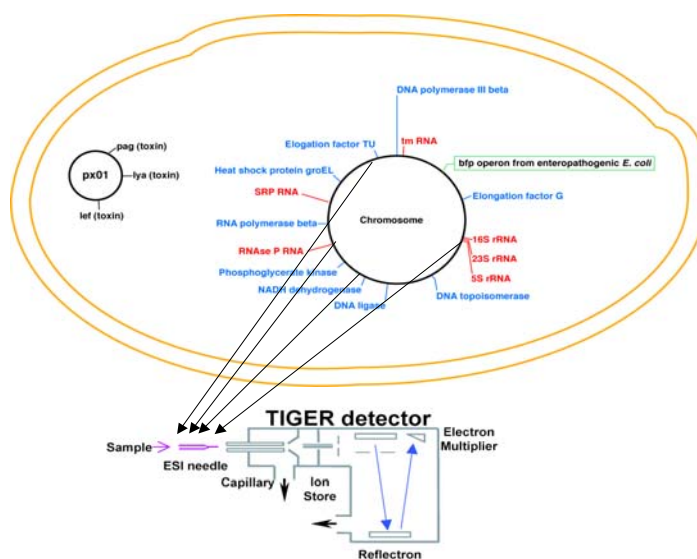 DNA polymerase III beta
tm RNA
Elogation factor TU
bfp operon from enteropathogenic E. coli
pag (toxin)
Heat shock protein groEL
px01
lya (toxin)
SRP RNA
Elongation factor G
lef (toxin)
Chromosome
RNA polymerase beta
16S rRNA
RNAse P RNA
23S rRNA
Phosphoglycerate kinase
5S rRNA
NADH dehydrogenase
DNA ligase
DNA topoisomerase
TIGER detector
Sample
ESI needle
Electron
Multiplier
Capillary
Ion
Store
Reflectron